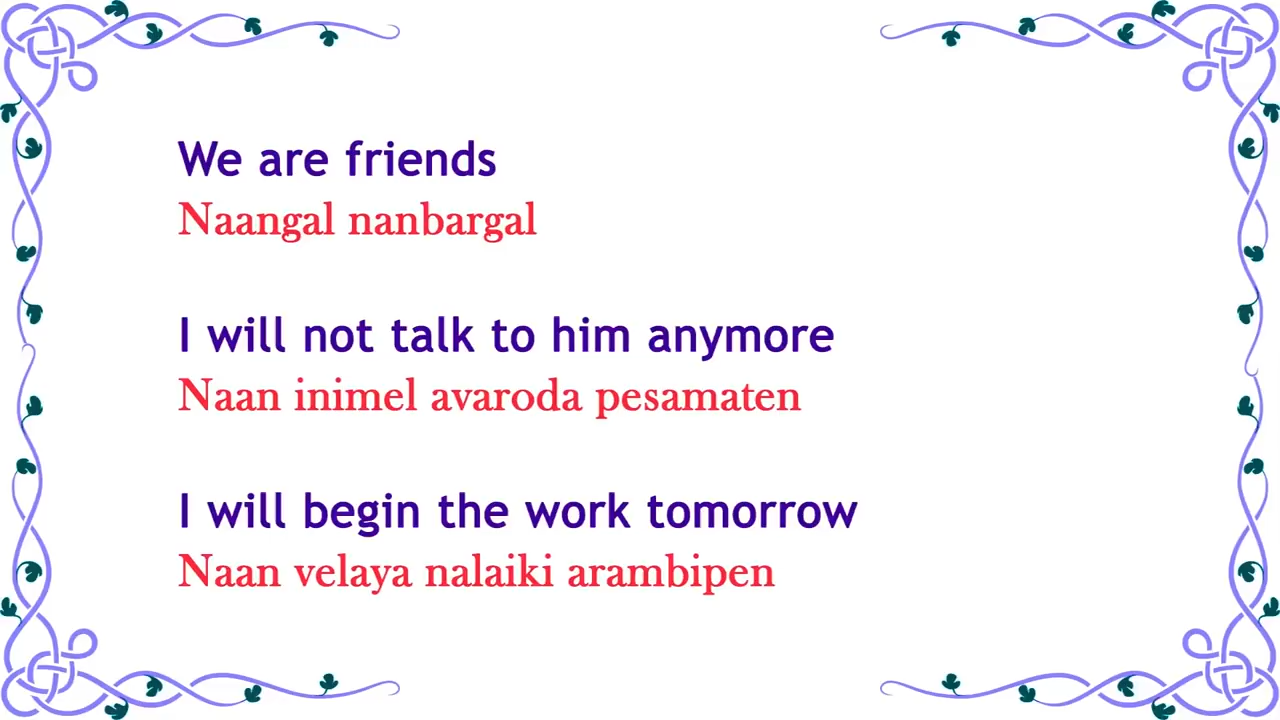 We are friends
Naangal nanbargal
I will not talk to him anymore
Naan inimel avaroda pesamaten
I will begin the work tomorrow
Naan velaya nalaiki arambipen